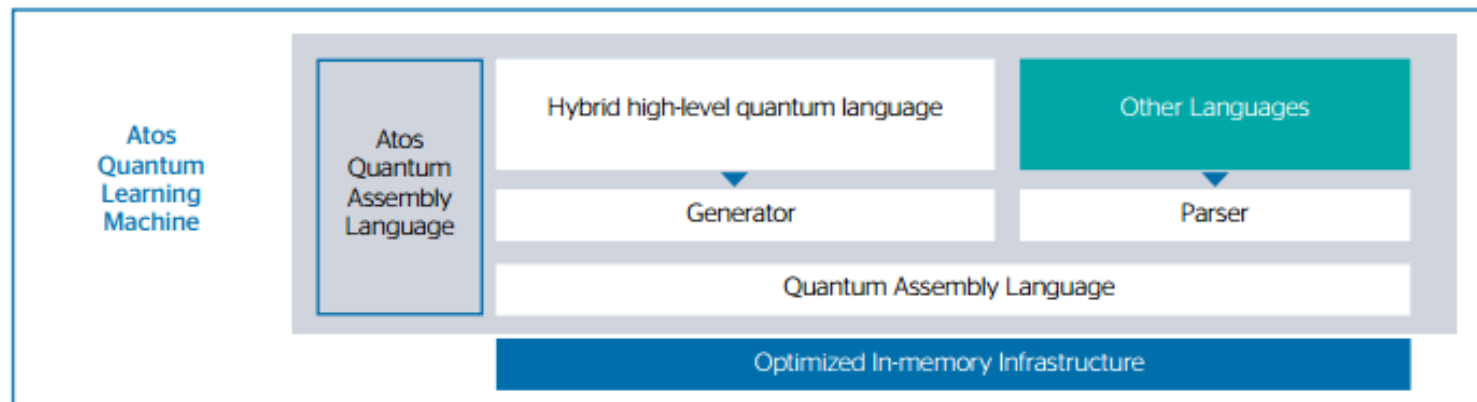 Atos
Quantum
Learning
Machine
Atos
Quantum
Assembly
Language
Hybrid high-level quantum language
Other Languages
Generator
Parser
Quantum Assembly Language
Optimized In-memory Infrastructure